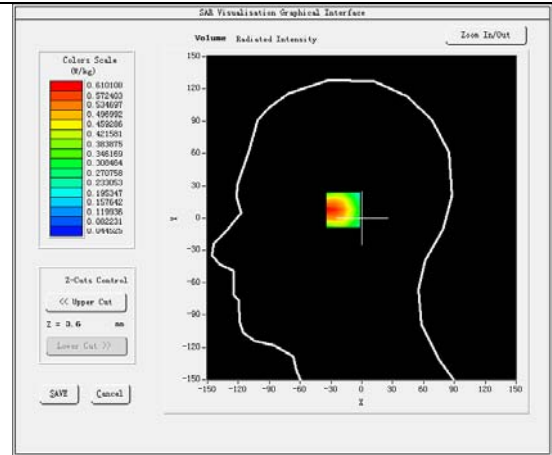 SAR Visualisation Graphical Interface
Volume Radiated Intensity
Zoom In/Out
Colors Scale
(W/kg)
0.610108
0.572403
0.534697
0.496992
0.459286
0.421581
0.383875
0.346169
0.308464
0.270758
0.233053
0.195347
0.157642
0.119936
0.082231
0.044525
Z-Cuts Control
<< Upper Cut
Z = 3.6 mm
Lower Cut >>
SAVE
Cancel
150
120
90
60
30
0
-30
-60
-90
-120
-150
Y
-150 -120 -90 -60 -30 0 30 60 90 120 150
X